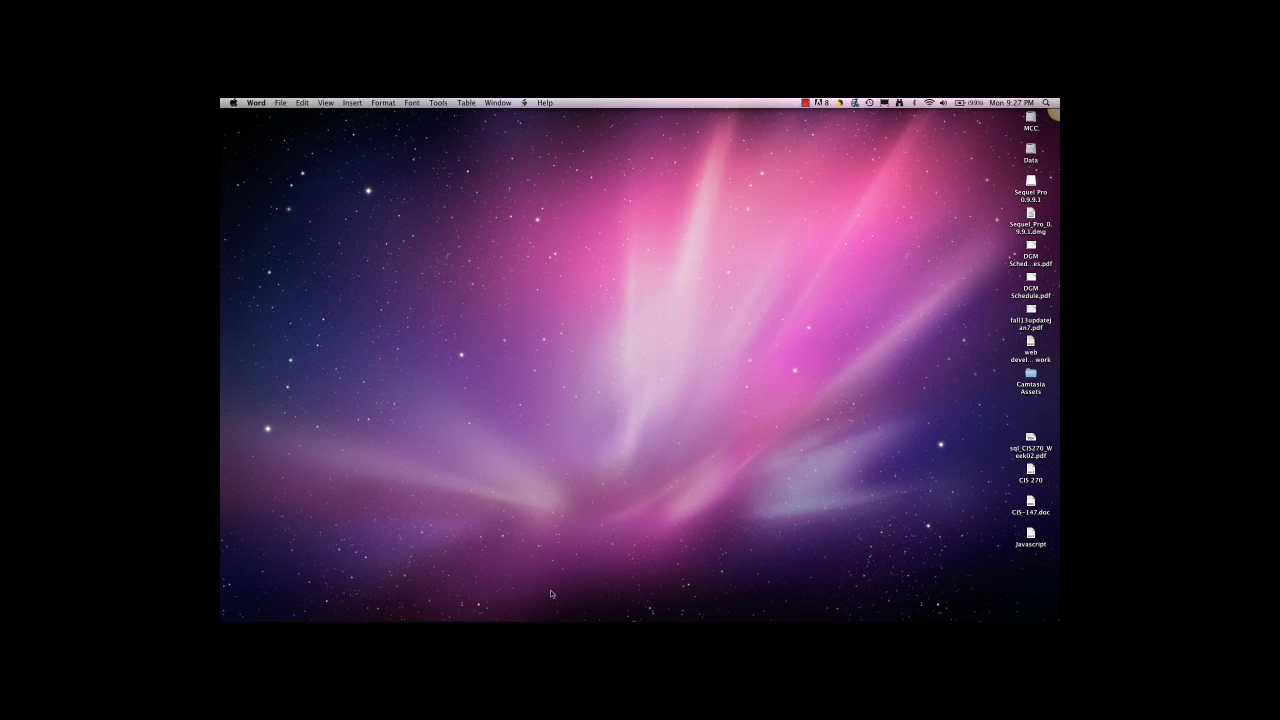 Word File Edit View Insert Format Font Tools Table Window Help 8 (99%) Mon 9:27 PM
MCC
Data
Sequel Pro
0.9.9.1
Sequel_Pro_0.
9.9.1.dmg
DGM
Sched...es.pdf
DGM
Schedule.pdf
fall13updatej
an7.pdf
web
devel... work
Camtasia
Assets
sql_CIS270_W
eek02.pdf
CIS 270
CIS-147.doc
Javascript